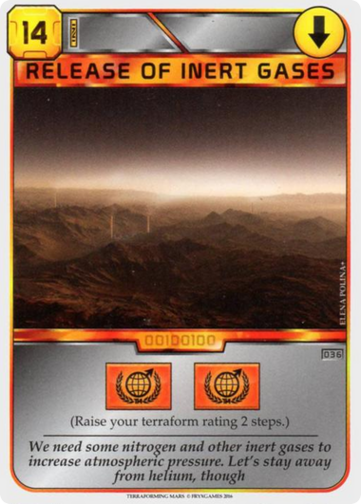 14
RELEASE OF INERT GASES
ELENA POLINA+
00100100
036
(Raise your terraform rating 2 steps.)
We need some nitrogen and other inert gases to
increase atmospheric pressure. Let's stay away
from helium, though
TERRAFORMING MARS © FRYXGAMES 2016